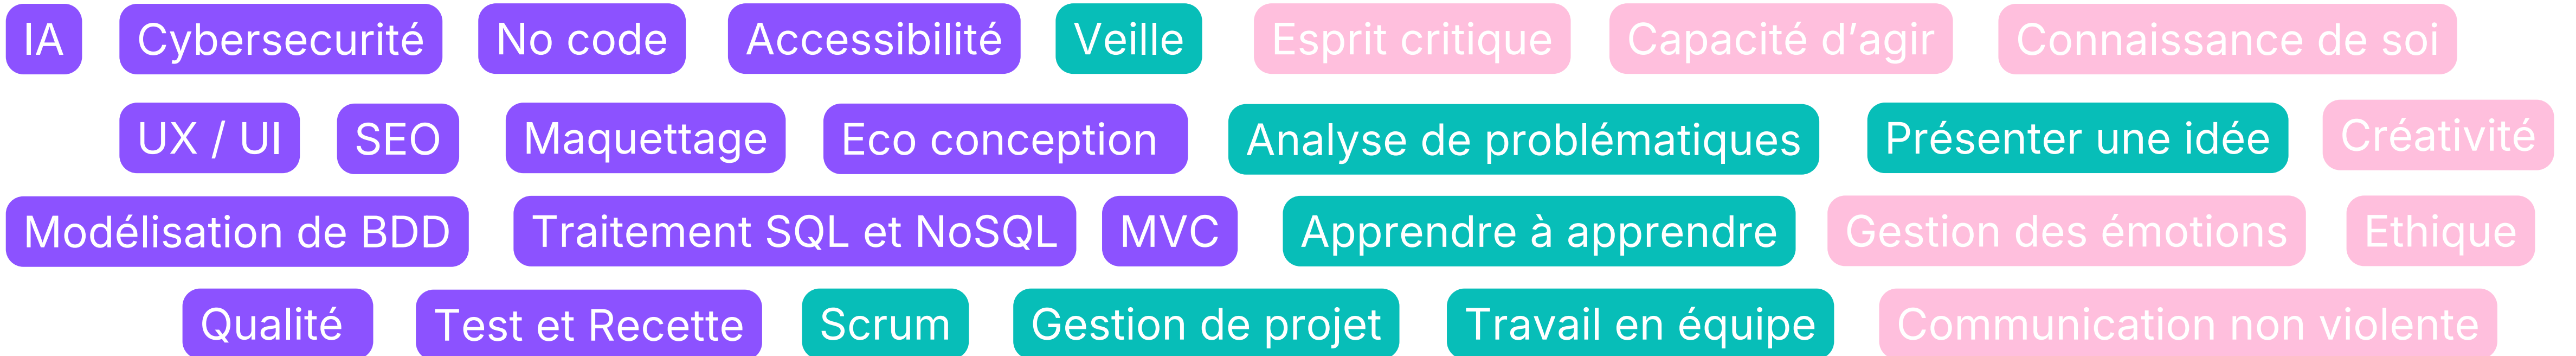 IA Cybersecurité No code Accessibilité Veille Esprit critique Capacité d’agir Connaissance de soi
UX / UI SEO Maquettage Eco conception Analyse de problématiques Présenter une idée Créativité
Modélisation de BDD Traitement SQL et NoSQL MVC Apprendre à apprendre Gestion des émotions Ethique
Qualité Test et Recette Scrum Gestion de projet Travail en équipe Communication non violente